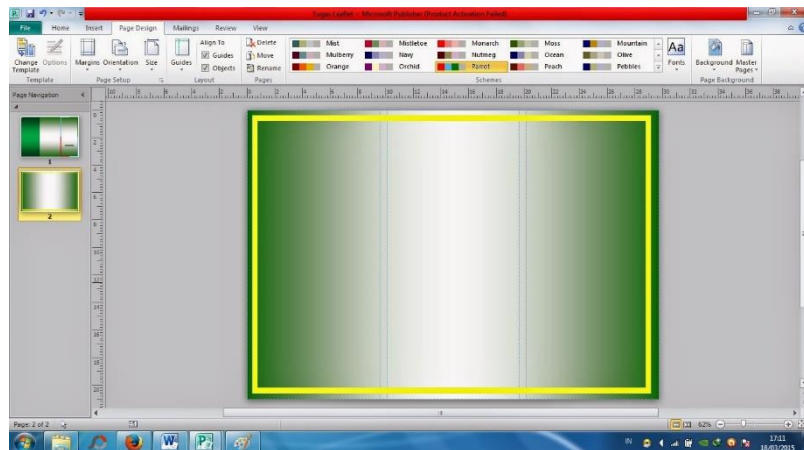 Tugas Leaflet - Microsoft Publisher (Product Activation Failed)
File Home Insert Page Design Mailings Review View
Change Template
Options
Template
Margins Orientation Size
Page Setup
Guides
Align To
Guides
Objects
Layout
Delete
Move
Rename
Pages
Mist Mistletoe Monarch Moss Mountain
Mulberry Navy Nutmeg Ocean Olive
Orange Orchid Parrot Peach Pebbles
Schemes
Aa
Fonts
Background Master Pages
Page Background
Page Navigation
1
2
Page: 2 of 2
62%
W
P
IN
17:11
18/03/2015